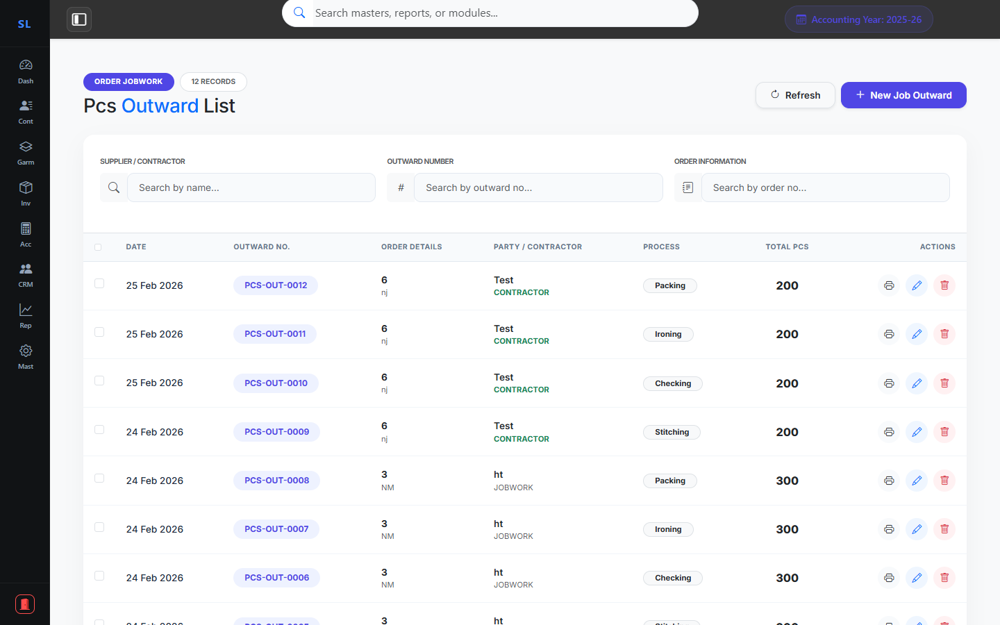 SL
Search masters, reports, or modules...
Accounting Year: 2025-26
Dash
Cont
Garm
Inv
Acc
CRM
Rep
Mast
ORDER JOBWORK
12 RECORDS
Pcs Outward List
Refresh
New Job Outward
SUPPLIER / CONTRACTOR
OUTWARD NUMBER
ORDER INFORMATION
Search by name...
# Search by outward no...
Search by order no...
DATE OUTWARD NO. ORDER DETAILS PARTY / CONTRACTOR PROCESS TOTAL PCS ACTIONS
25 Feb 2026 PCS-OUT-0012 6 Test Packing 200
nj CONTRACTOR
25 Feb 2026 PCS-OUT-0011 6 Test Ironing 200
nj CONTRACTOR
25 Feb 2026 PCS-OUT-0010 6 Test Checking 200
nj CONTRACTOR
24 Feb 2026 PCS-OUT-0009 6 Test Stitching 200
nj CONTRACTOR
24 Feb 2026 PCS-OUT-0008 3 ht Packing 300
NM JOBWORK
24 Feb 2026 PCS-OUT-0007 3 ht Ironing 300
NM JOBWORK
24 Feb 2026 PCS-OUT-0006 3 ht Checking 300
NM JOBWORK
3 ht